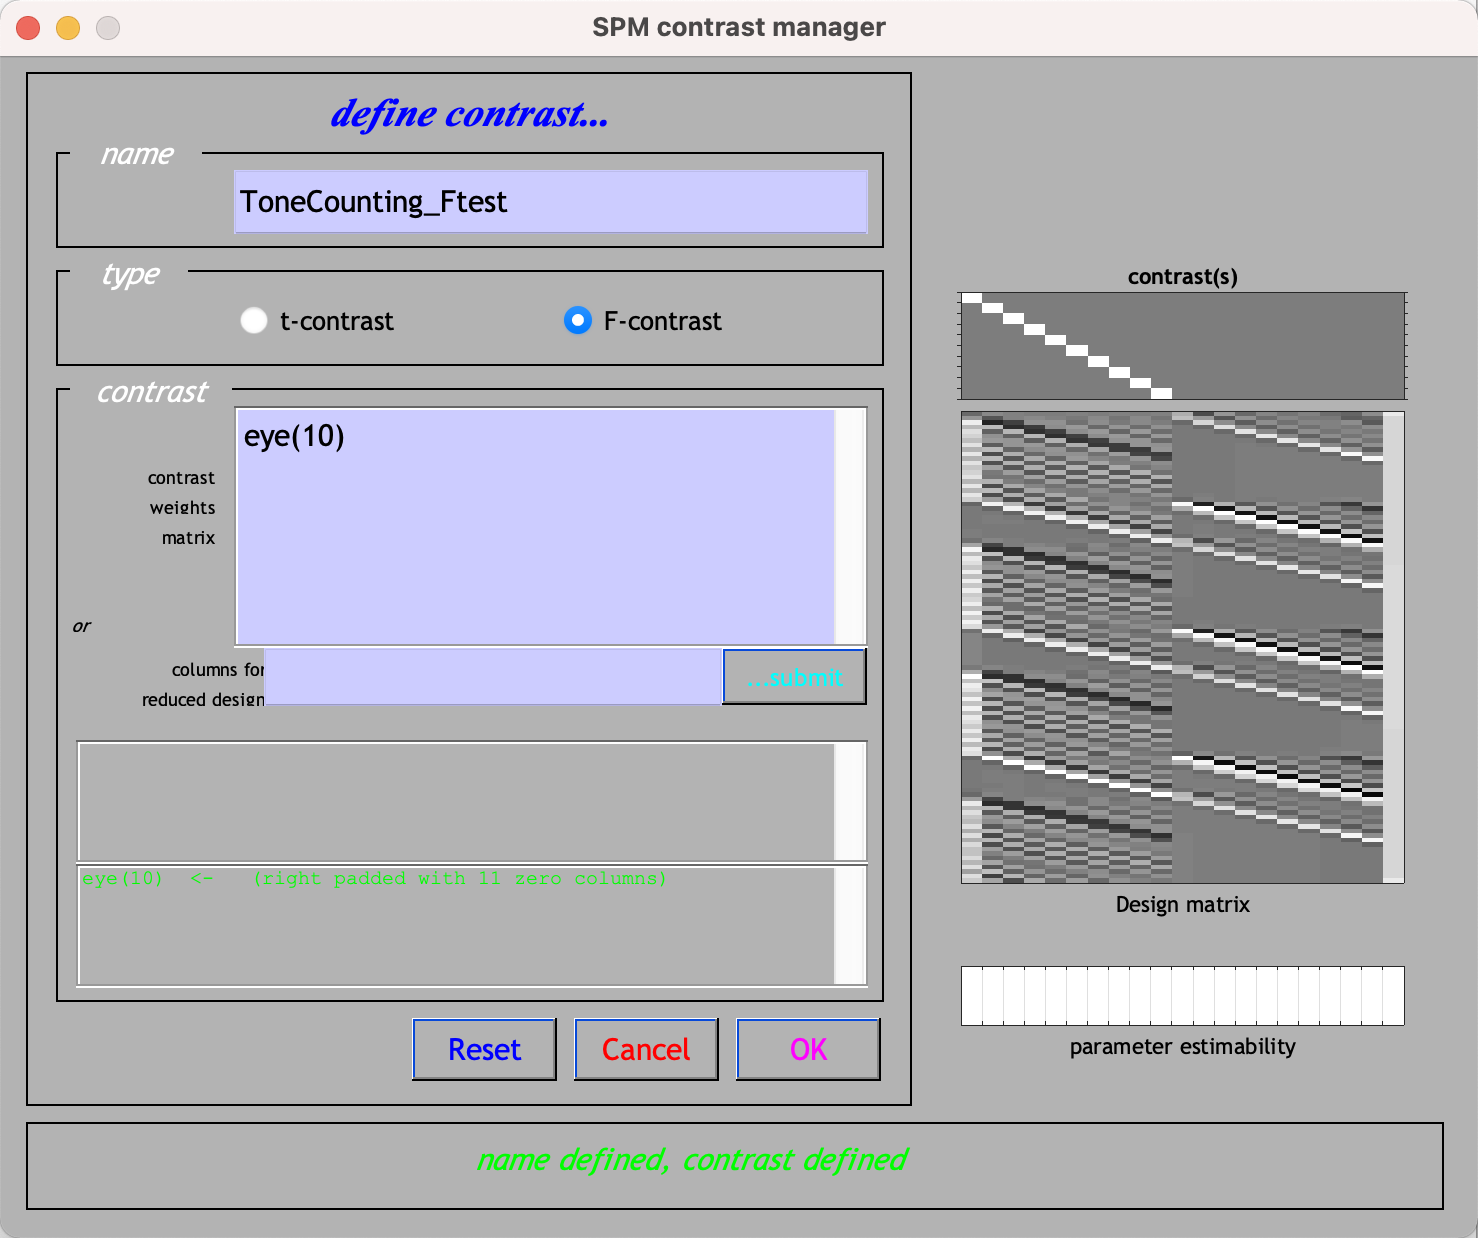 SPM contrast manager
define contrast...
name
ToneCounting_Ftest
type
t-contrast
F-contrast
contrast
eye(10)
contrast
weights
matrix
or
columns for
reduced design
...submit
eye(10) <- (right padded with 11 zero columns)
Reset
Cancel
OK
name defined, contrast defined
contrast(s)
Design matrix
parameter estimability